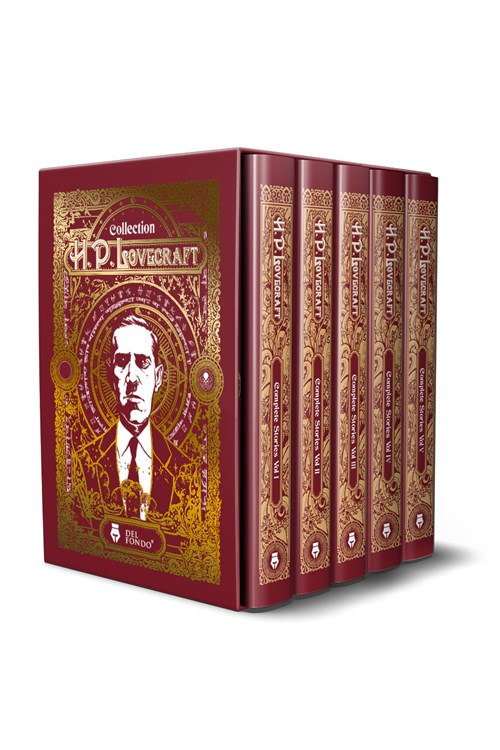 Collection
H.P. LOVECRAFT
DEL
FONDO®
H.P. LOVECRAFT
Complete Stories Vol I
H.P. LOVECRAFT
Complete Stories Vol II
H.P. LOVECRAFT
Complete Stories Vol III
H.P. LOVECRAFT
Complete Stories Vol IV
H.P. LOVECRAFT
Complete Stories Vol V